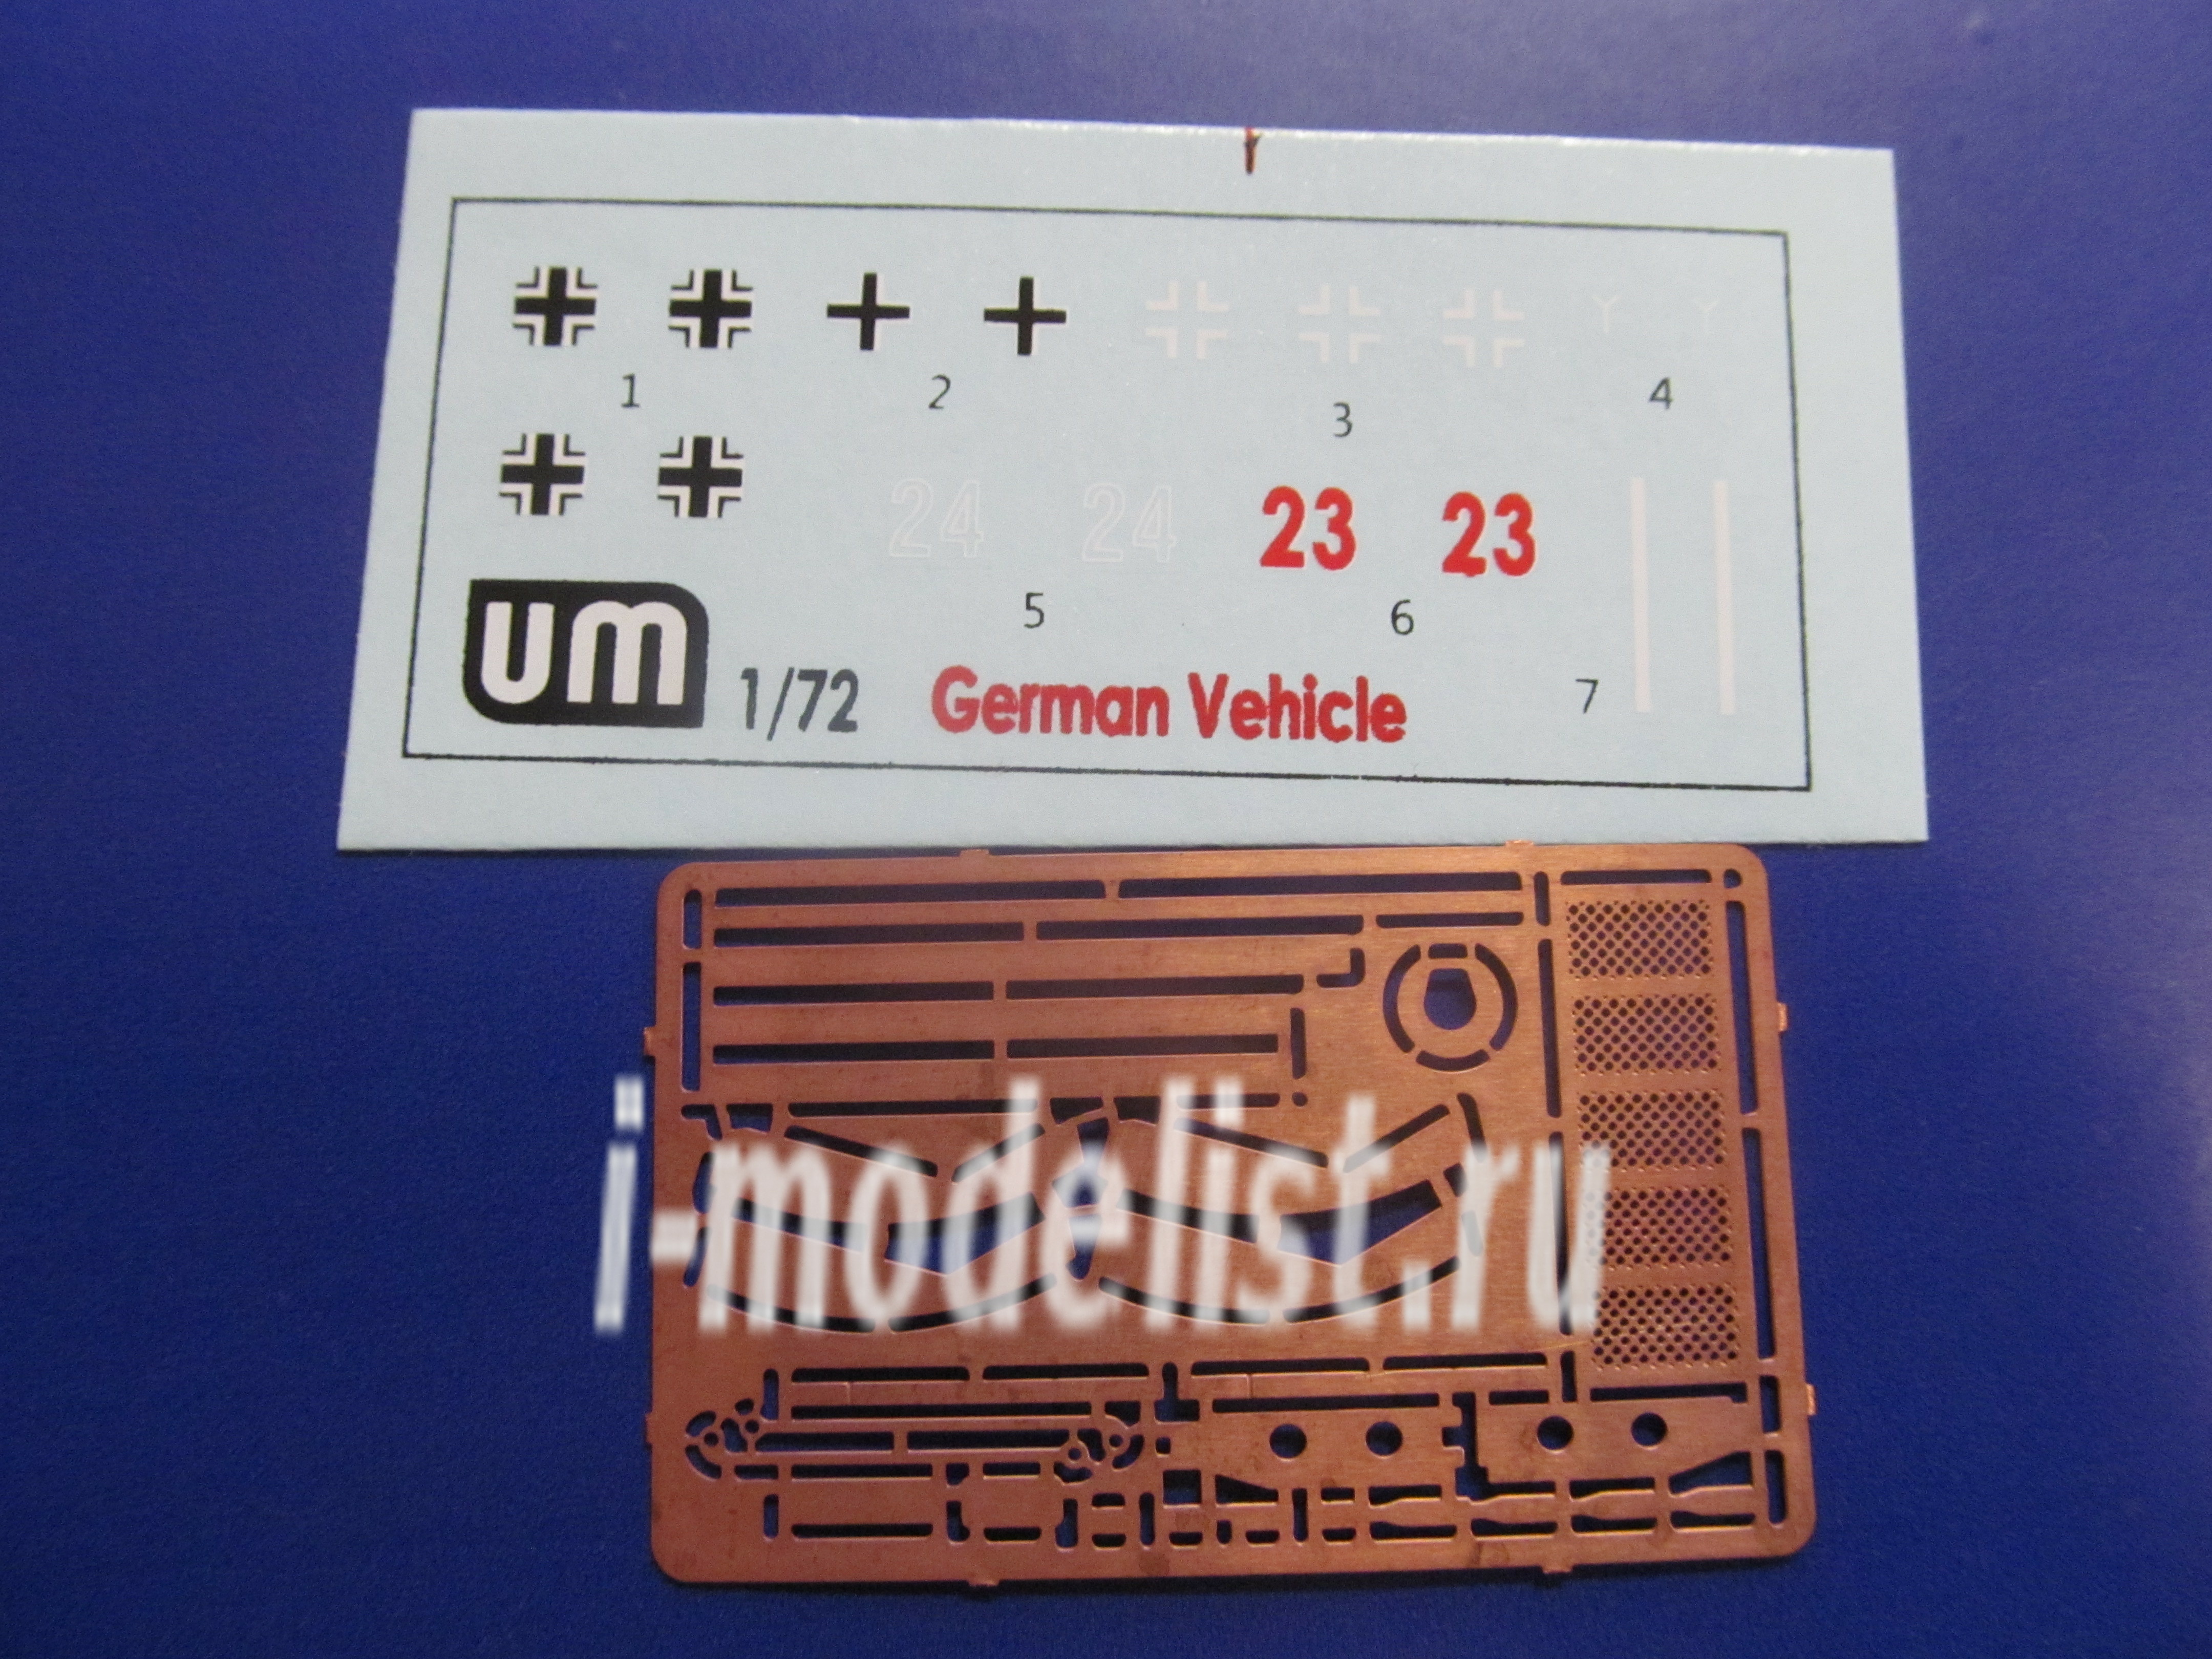 1 2 3 4
24 24 23 23
5 6 7
um 1/72 German Vehicle
i-modelist.ru